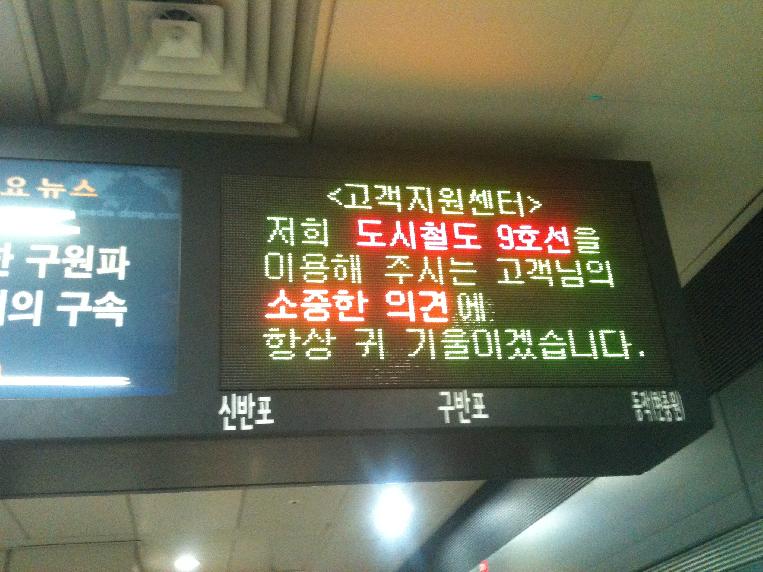 요 뉴스
구원파
의 구속
<고객지원센터>
저희 도시철도 9호선을
이용해 주시는 고객님의
소중한 의견에
항상 귀 기울이겠습니다.
신반포 구반포 동작(현충원)